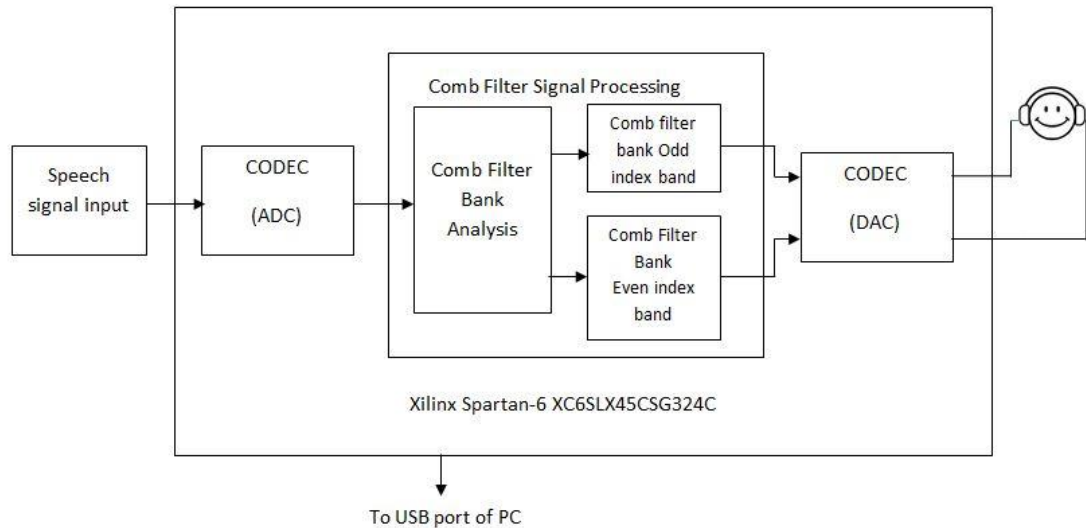 Comb Filter Signal Processing
Speech
signal input
CODEC
(ADC)
Comb Filter
Bank
Analysis
Comb filter
bank Odd
index band
Comb Filter
Bank
Even index
band
CODEC
(DAC)
Xilinx Spartan-6 XC6SLX45CSG324C
To USB port of PC